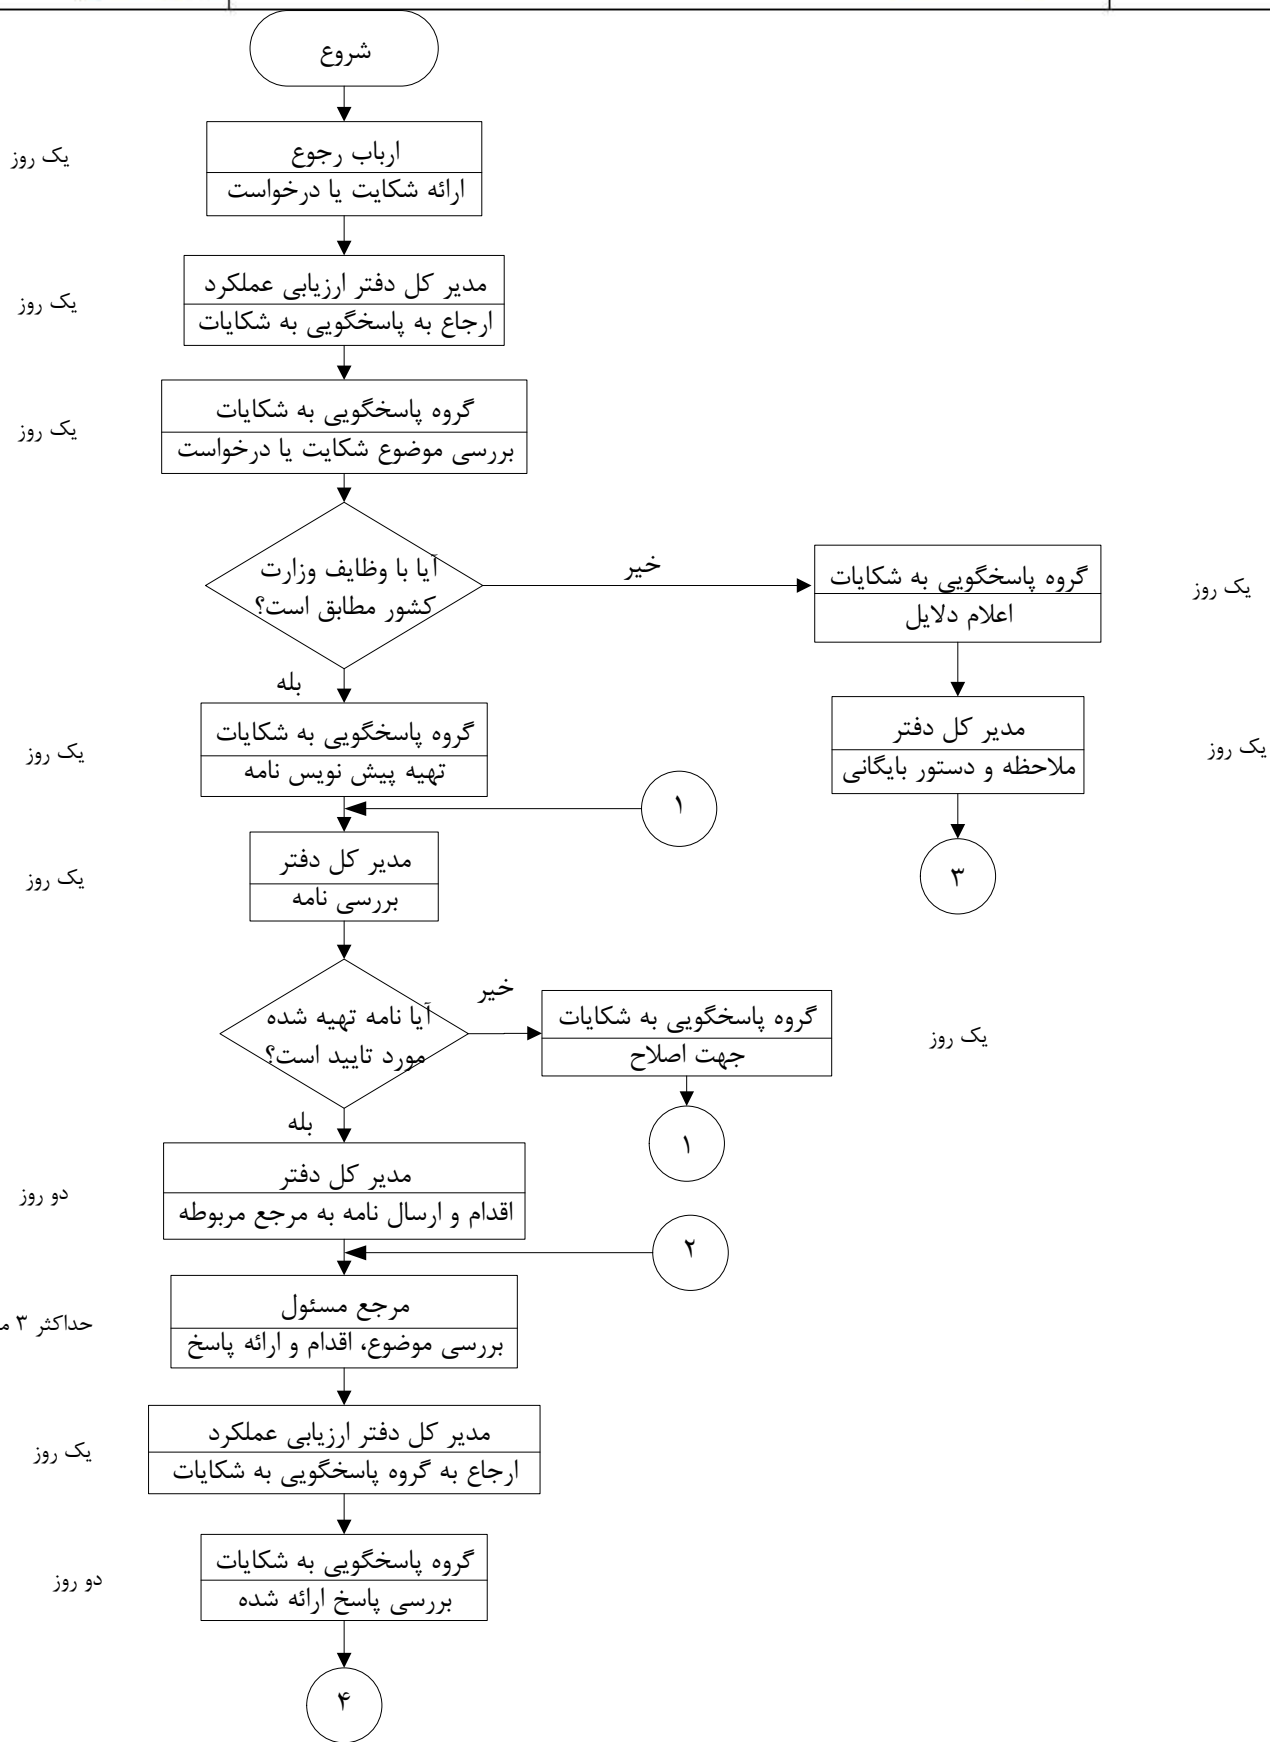 شروع
ارباب رجوع
ارائه شکایت یا درخواست
یک روز
مدیر کل دفتر ارزیابی عملکرد
ارجاع به پاسخگویی به شکایات
یک روز
گروه پاسخگویی به شکایات
بررسی موضوع شکایت یا درخواست
یک روز
آیا با وظایف وزارت
کشور مطابق است؟
خیر
گروه پاسخگویی به شکایات
اعلام دلایل
یک روز
بله
مدیر کل دفتر
ملاحظه و دستور بایگانی
یک روز
۳
گروه پاسخگویی به شکایات
تهیه پیش نویس نامه
یک روز
۱
مدیر کل دفتر
بررسی نامه
یک روز
آیا نامه تهیه شده
مورد تایید است؟
خیر
گروه پاسخگویی به شکایات
جهت اصلاح
یک روز
۱
بله
مدیر کل دفتر
اقدام و ارسال نامه به مرجع مربوطه
دو روز
۲
مرجع مسئول
بررسی موضوع، اقدام و ارائه پاسخ
حداکثر ۳
مدیر کل دفتر ارزیابی عملکرد
ارجاع به گروه پاسخگویی به شکایات
یک روز
گروه پاسخگویی به شکایات
بررسی پاسخ ارائه شده
دو روز
۴